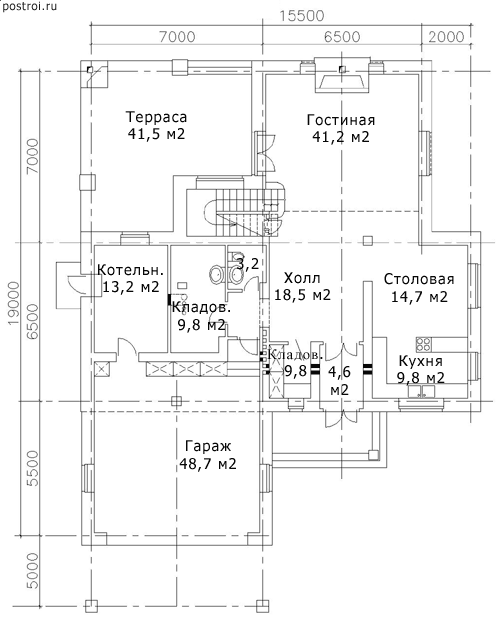 postroi.ru
15500
7000
6500
2000
Терраса
41,5 м2
Гостиная
41,2 м2
7000
19000
6500
5500
5000
Котельн.
13,2 м2
Кладов.
9,8 м2
3,2
Холл
18,5 м2
Столовая
14,7 м2
Кладов.
9,8
4,6
м2
Кухня
9,8 м2
Гараж
48,7 м2